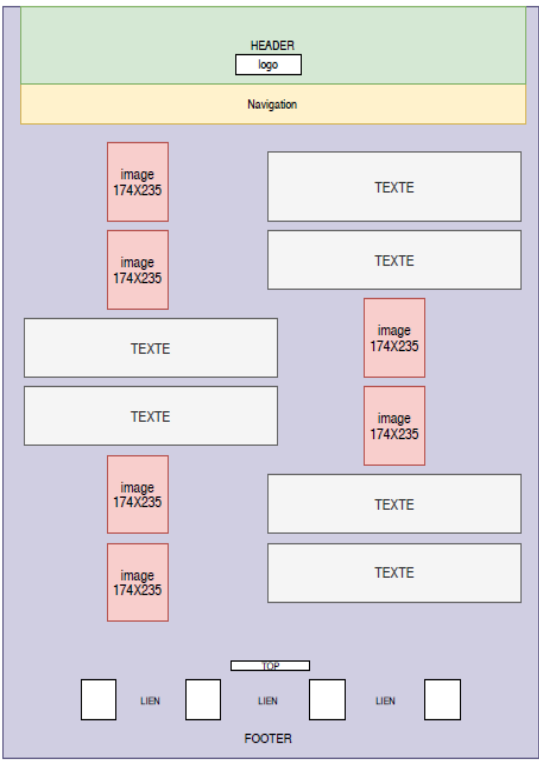 HEADER
logo
Navigation
image
174X235
TEXTE
image
174X235
TEXTE
TEXTE
image
174X235
TEXTE
image
174X235
image
174X235
TEXTE
image
174X235
TEXTE
TOP
LIEN
LIEN
LIEN
FOOTER